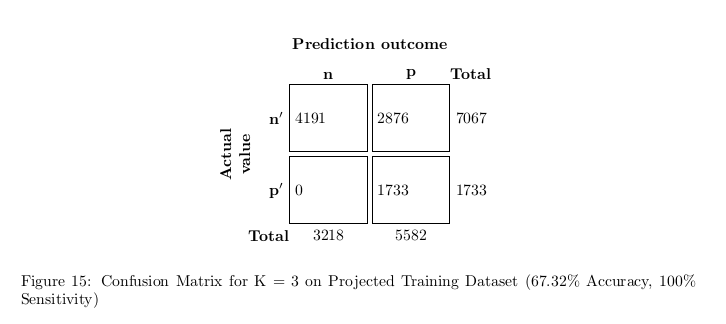 Prediction outcome
n p Total
Actual
value
n′ 4191 2876 7067
p′ 0 1733 1733
Total 3218 5582
Figure 15: Confusion Matrix for K = 3 on Projected Training Dataset (67.32% Accuracy, 100%
Sensitivity)